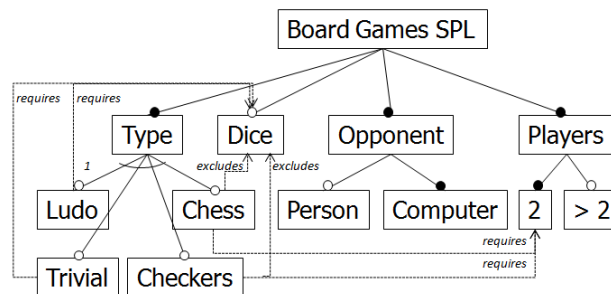 Board Games SPL
requires requires
Type Dice Opponent Players
1 excludes excludes
Ludo Chess Person Computer 2 > 2
requires
requires
Trivial Checkers